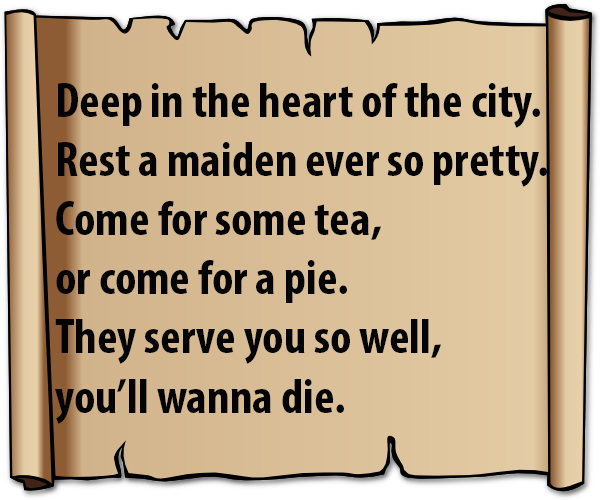 Deep in the heart of the city.
Rest a maiden ever so pretty.
Come for some tea,
or come for a pie.
They serve you so well,
you’ll wanna die.